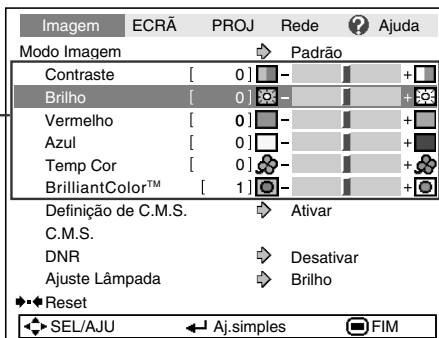 Imagem ECRÃ PROJ Rede ? Ajuda
Modo Imagem Padrão
Contraste [ 0] - +
Brilho [ 0] - +
Vermelho [ 0] - +
Azul [ 0] - +
Temp Cor [ 0] - +
BrilliantColor™ [ 1] - +
Definição de C.M.S. Ativar
C.M.S.
DNR Desativar
Ajuste Lâmpada Brilho
Reset
SEL/AJU Aj.simples FIM